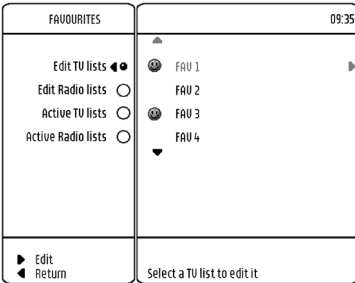 FAVOURITES
09:35
Edit TV lists
Edit Radio lists
Active TV lists
Active Radio lists
FAV 1
FAV 2
FAV 3
FAV 4
Edit
Return
Select a TV list to edit it